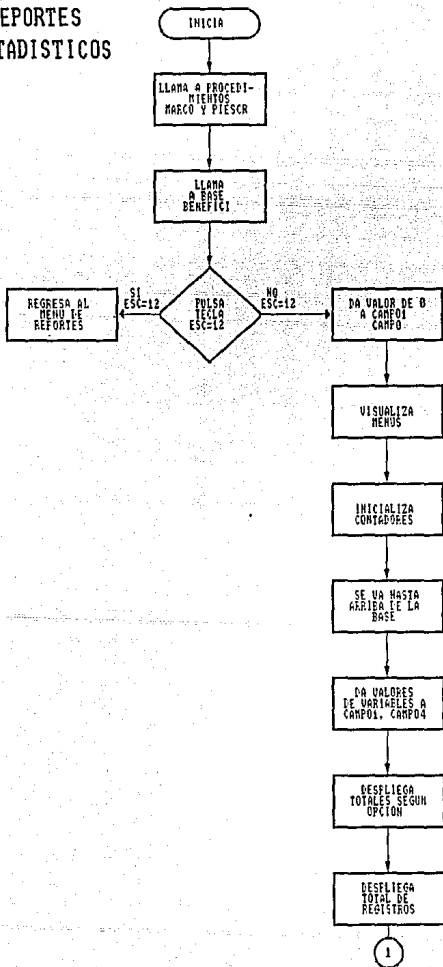 EPORTES
TADISTICOS
INICIA
LLAMA A PROCEDI-
MIENTOS
MARCO Y PIESCR
LLAMA
A BASE
BENEFICI
PULSA
TECLA
ESC=12
SI
ESC=12
NO
ESC=12
REGRESA AL
MENU DE
REPORTES
DA VALOR DE 0
A CAMPO1
CAMPO
VISUALIZA
MENUS
INICIALIZA
CONTADORES
SE VA HASTA
ARRIBA DE LA
BASE
DA VALORES
DE VARIABLES A
CAMPO1, CAMPO4
DESPLIEGA
TOTALES SEGUN
OPCION
DESPLIEGA
TOTAL DE
REGISTROS
1